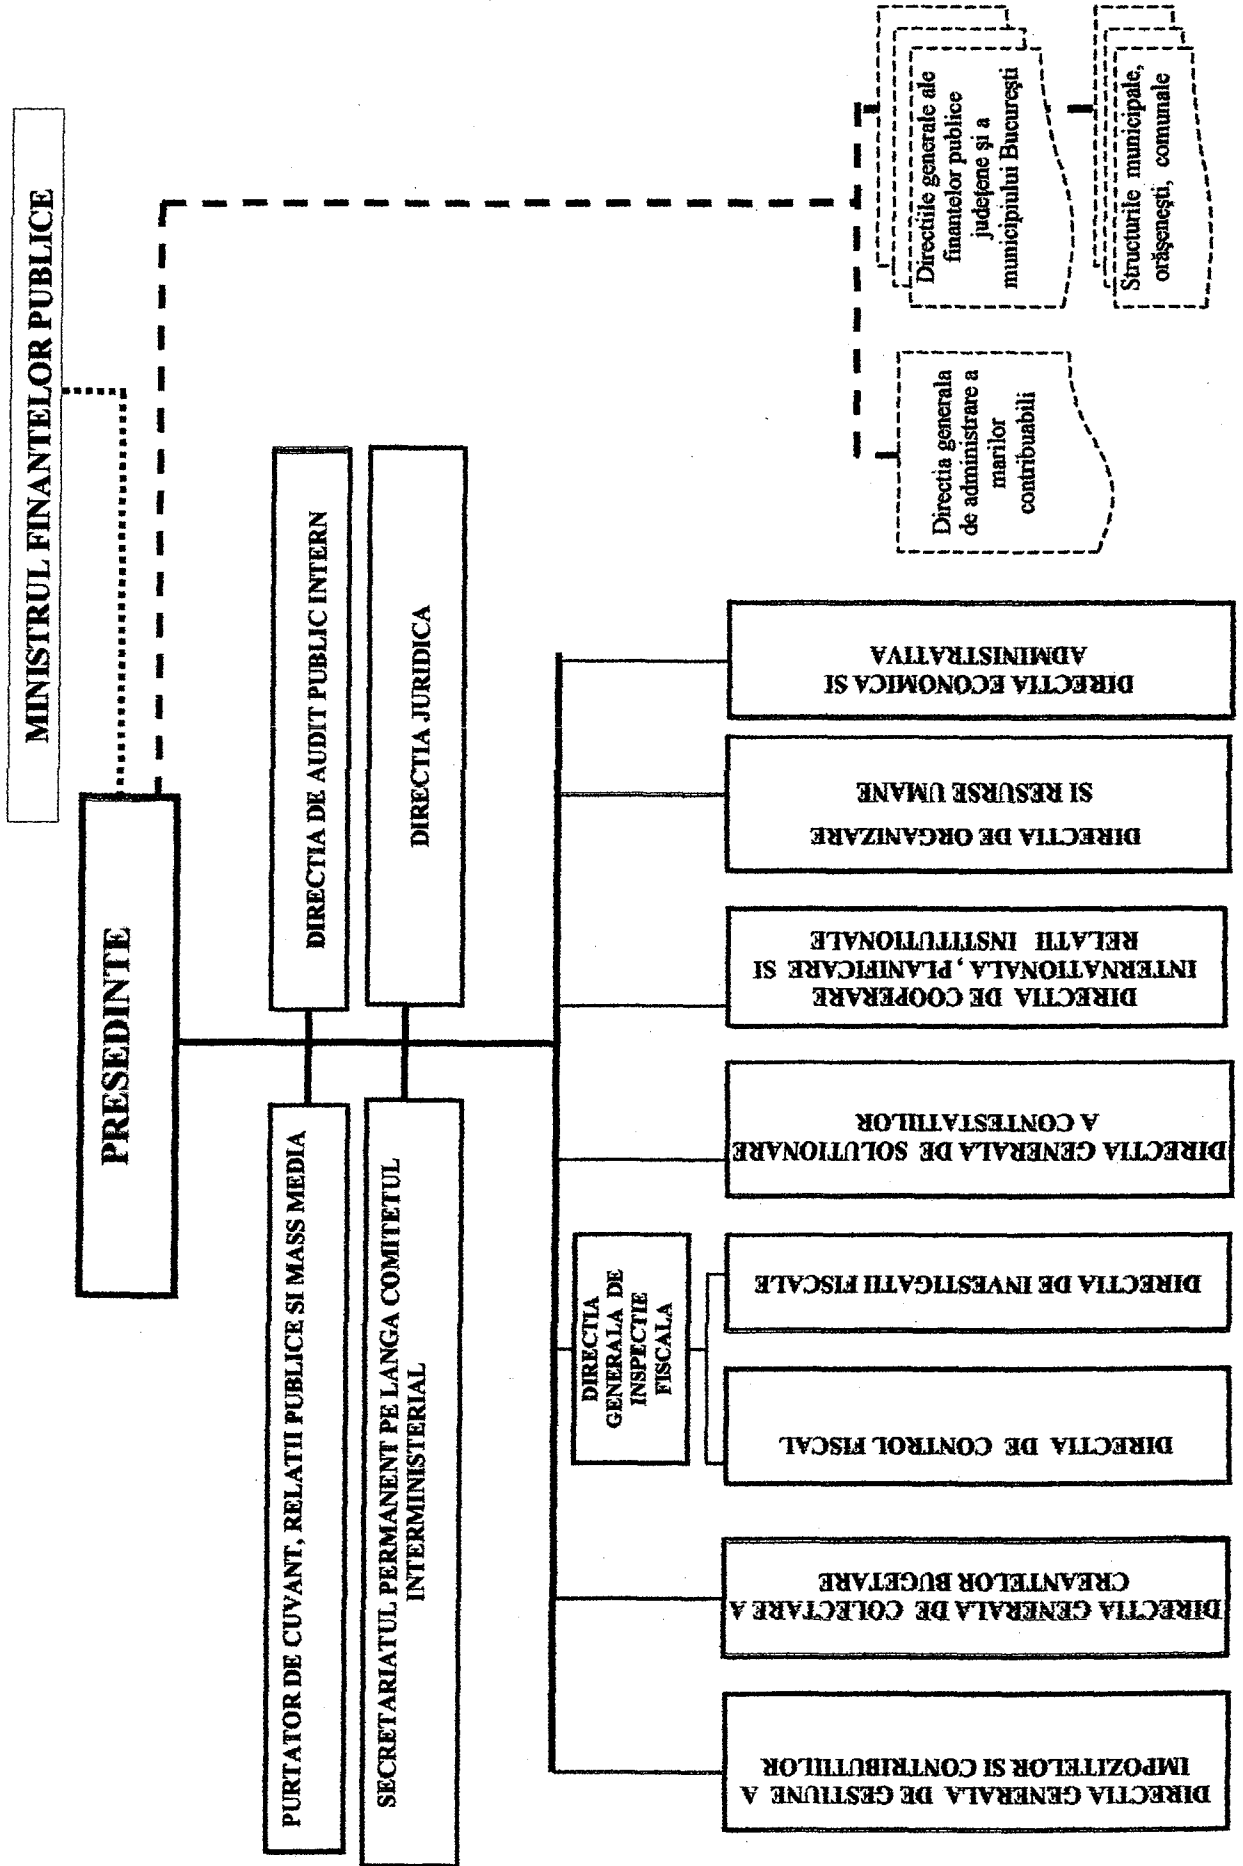 MINISTRUL FINANTELOR PUBLICE
PRESEDINTE
PURTATOR DE CUVANT, RELATII PUBLICE SI MASS MEDIA
DIRECTIA DE AUDIT PUBLIC INTERN
SECRETARIATUL PERMANENT PE LANGA COMITETUL
INTERMINISTERIAL
DIRECTIA JURIDICA
DIRECTIA GENERALA DE GESTIUNE A
IMPOZITELOR SI CONTRIBUTIILOR
DIRECTIA GENERALA DE COLECTARE A
CREANTELOR BUGETARE
DIRECTIA
GENERALA DE
INSPECTIE
FISCALA
DIRECTIA DE CONTROL FISCAL
DIRECTIA DE INVESTIGATII FISCALE
DIRECTIA GENERALA DE SOLUTIONARE
A CONTESTATIILOR
DIRECTIA DE COOPERARE
INTERNATIONALA , PLANIFICARE SI
RELATII INSTITUTIONALE
DIRECTIA DE ORGANIZARE
SI RESURSE UMANE
DIRECTIA ECONOMICA SI
ADMINISTRATIVA
Directia generala
de administrare a
marilor
contribuabili
Directiile generale ale
finantelor publice
județene și a
municipiului București
Structurile municipale,
orășenești, comunale